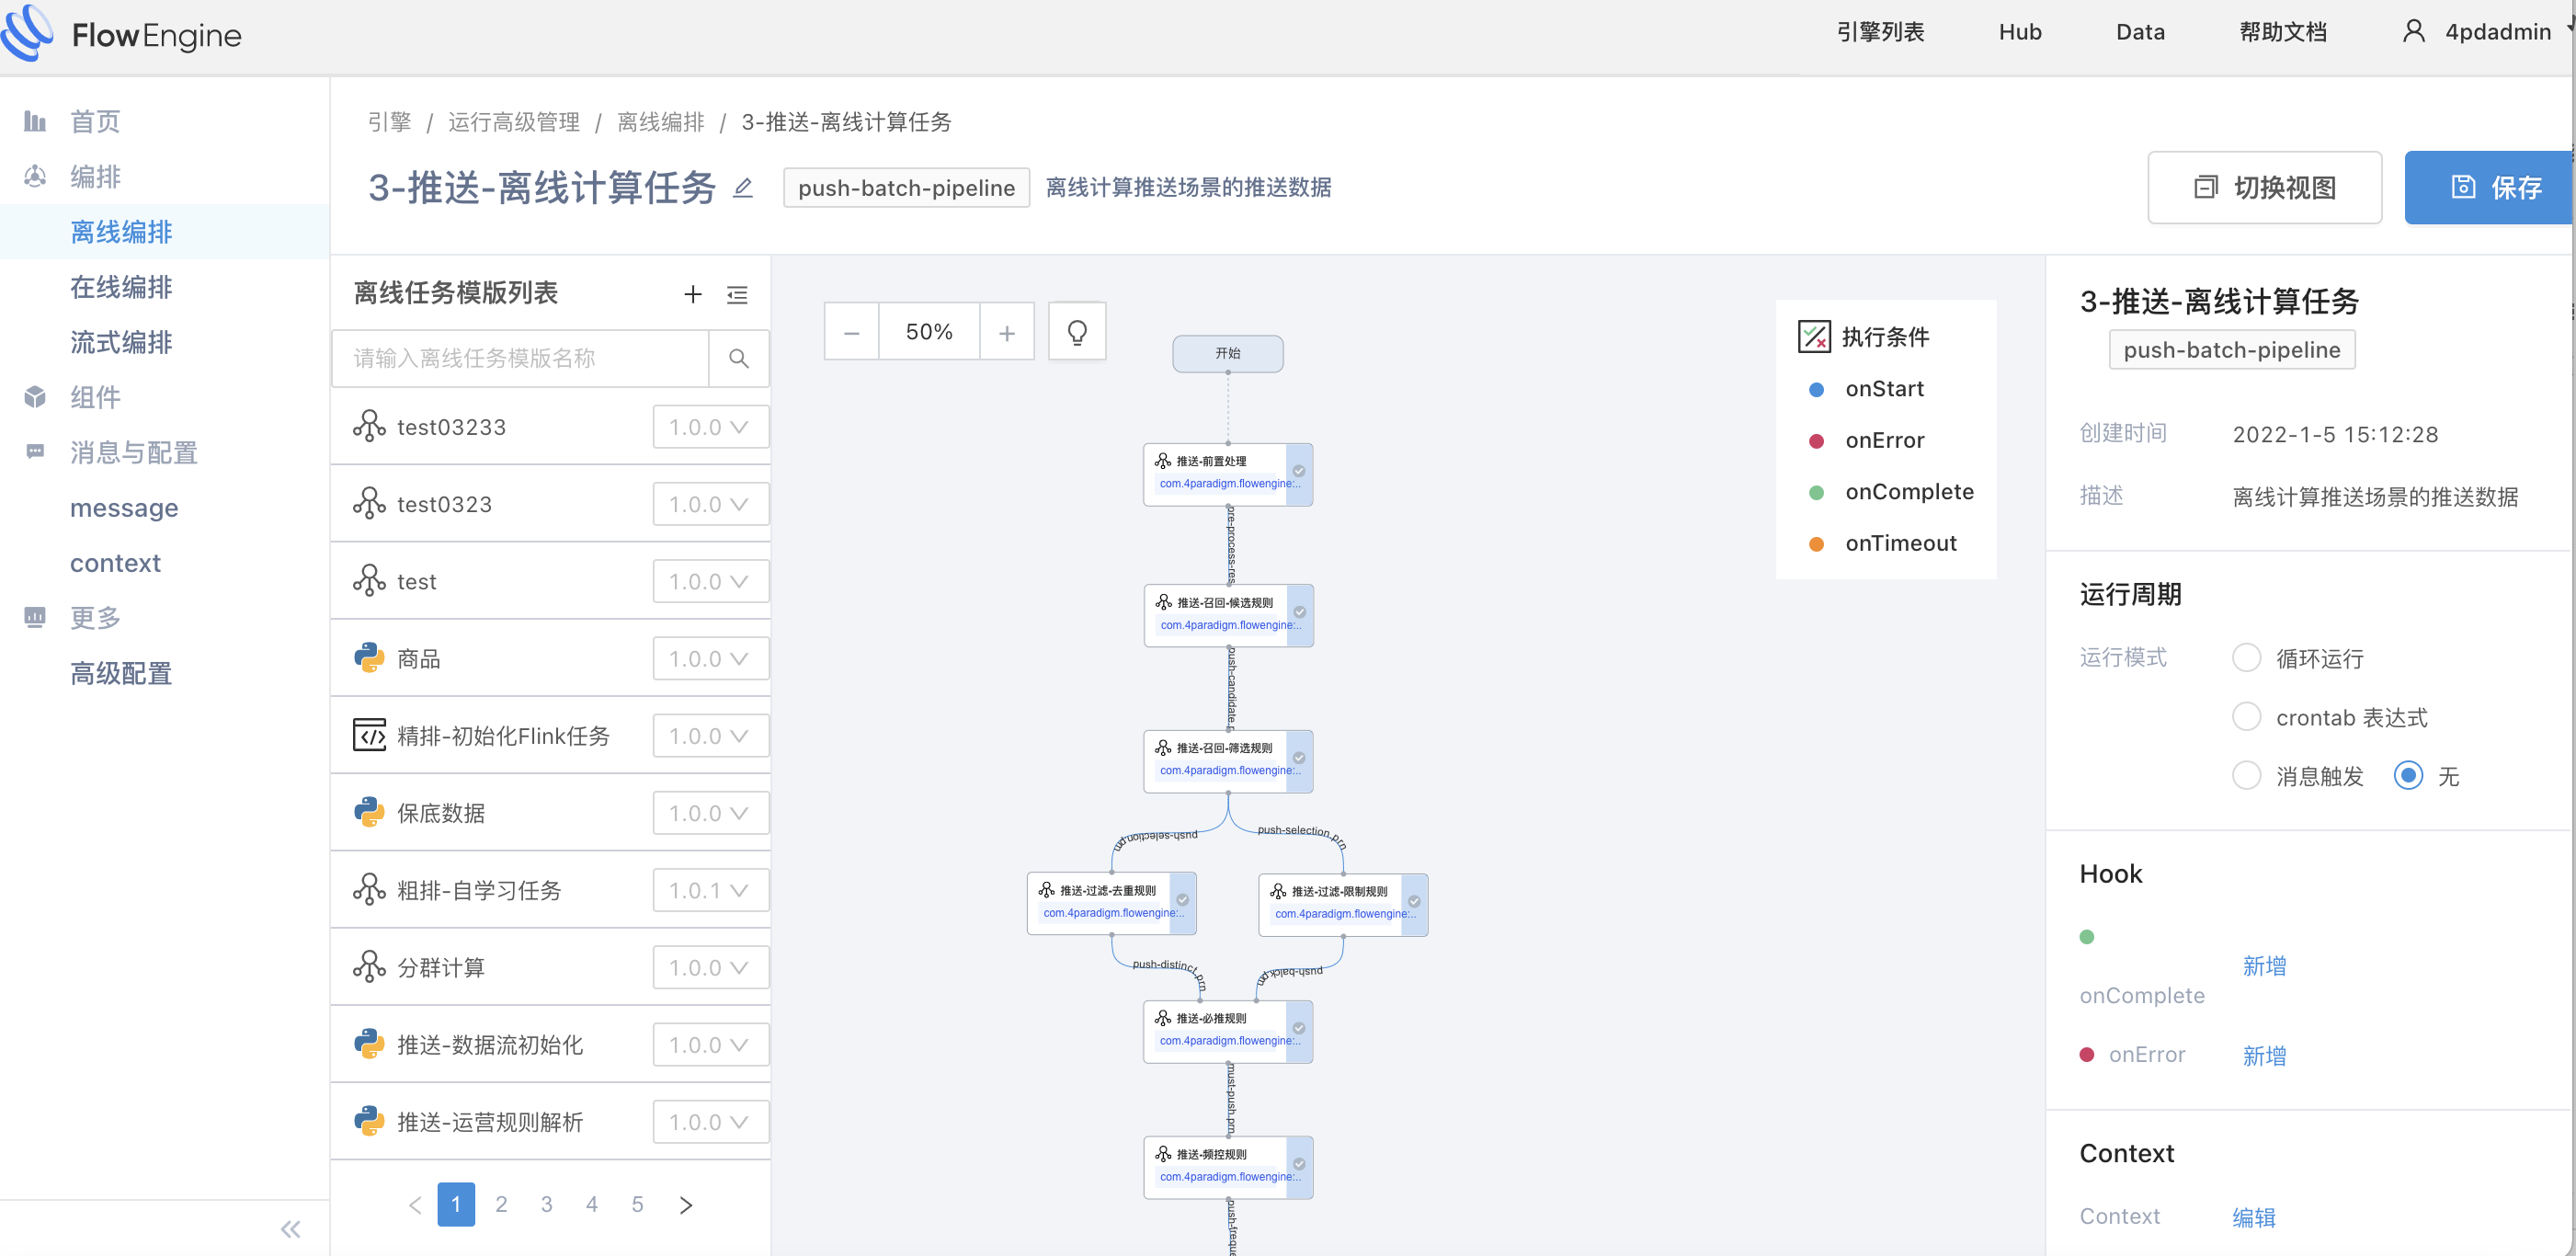 FlowEngine
引擎列表
Hub
Data
帮助文档
4pdadmin
首页
编排
离线编排
在线编排
流式编排
组件
消息与配置
message
context
更多
高级配置
引擎 / 运行高级管理 / 离线编排 / 3-推送-离线计算任务
3-推送-离线计算任务
push-batch-pipeline
离线计算推送场景的推送数据
切换视图
保存
离线任务模版列表
请输入离线任务模版名称
test03233 1.0.0
test0323 1.0.0
test 1.0.0
商品 1.0.0
精排-初始化Flink任务 1.0.0
保底数据 1.0.0
粗排-自学习任务 1.0.1
分群计算 1.0.0
推送-数据流初始化 1.0.0
推送-运营规则解析 1.0.0
1 2 3 4 5
50%
开始
推送-前置处理
com.4paradigm.flowengine:..
pre-process-res
推送-召回-候选规则
com.4paradigm.flowengine:..
push-candidate.p
推送-召回-筛选规则
com.4paradigm.flowengine:..
push-selection.prn
push-selection.prn
推送-过滤-去重规则
com.4paradigm.flowengine:..
推送-过滤-限制规则
com.4paradigm.flowengine:..
push-distinct.prn
push-balck.prn
推送-必推规则
com.4paradigm.flowengine:..
must-push.prn
推送-频控规则
com.4paradigm.flowengine:..
push-freque
执行条件
onStart
onError
onComplete
onTimeout
3-推送-离线计算任务
push-batch-pipeline
创建时间 2022-1-5 15:12:28
描述 离线计算推送场景的推送数据
运行周期
运行模式 循环运行
crontab 表达式
消息触发 无
Hook
onComplete 新增
onError 新增
Context
Context 编辑